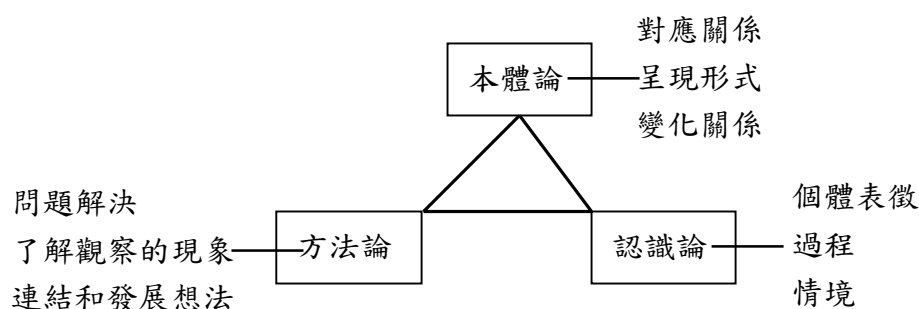 對應關係
本體論
呈現形式
變化關係
問題解決
了解觀察的現象
連結和發展想法
方法論
認識論
個體表徵
過程
情境